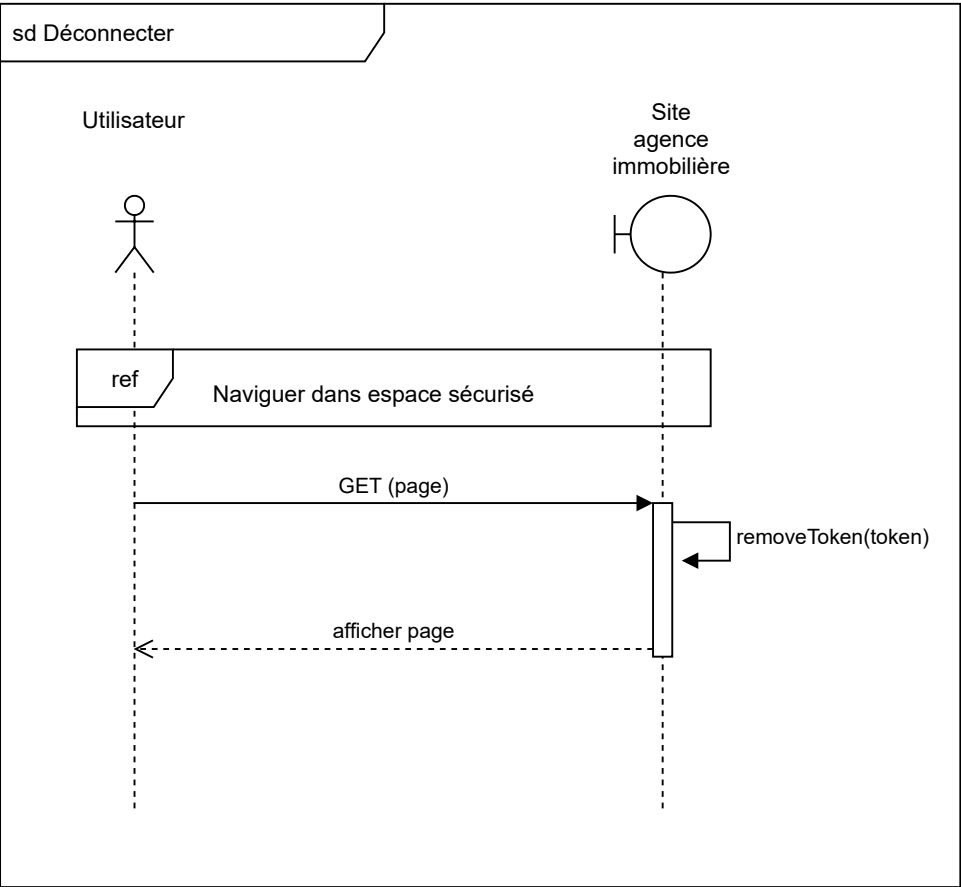 sd Déconnecter
Utilisateur
Site
agence
immobilière
ref
Naviguer dans espace sécurisé
GET (page)
removeToken(token)
afficher page